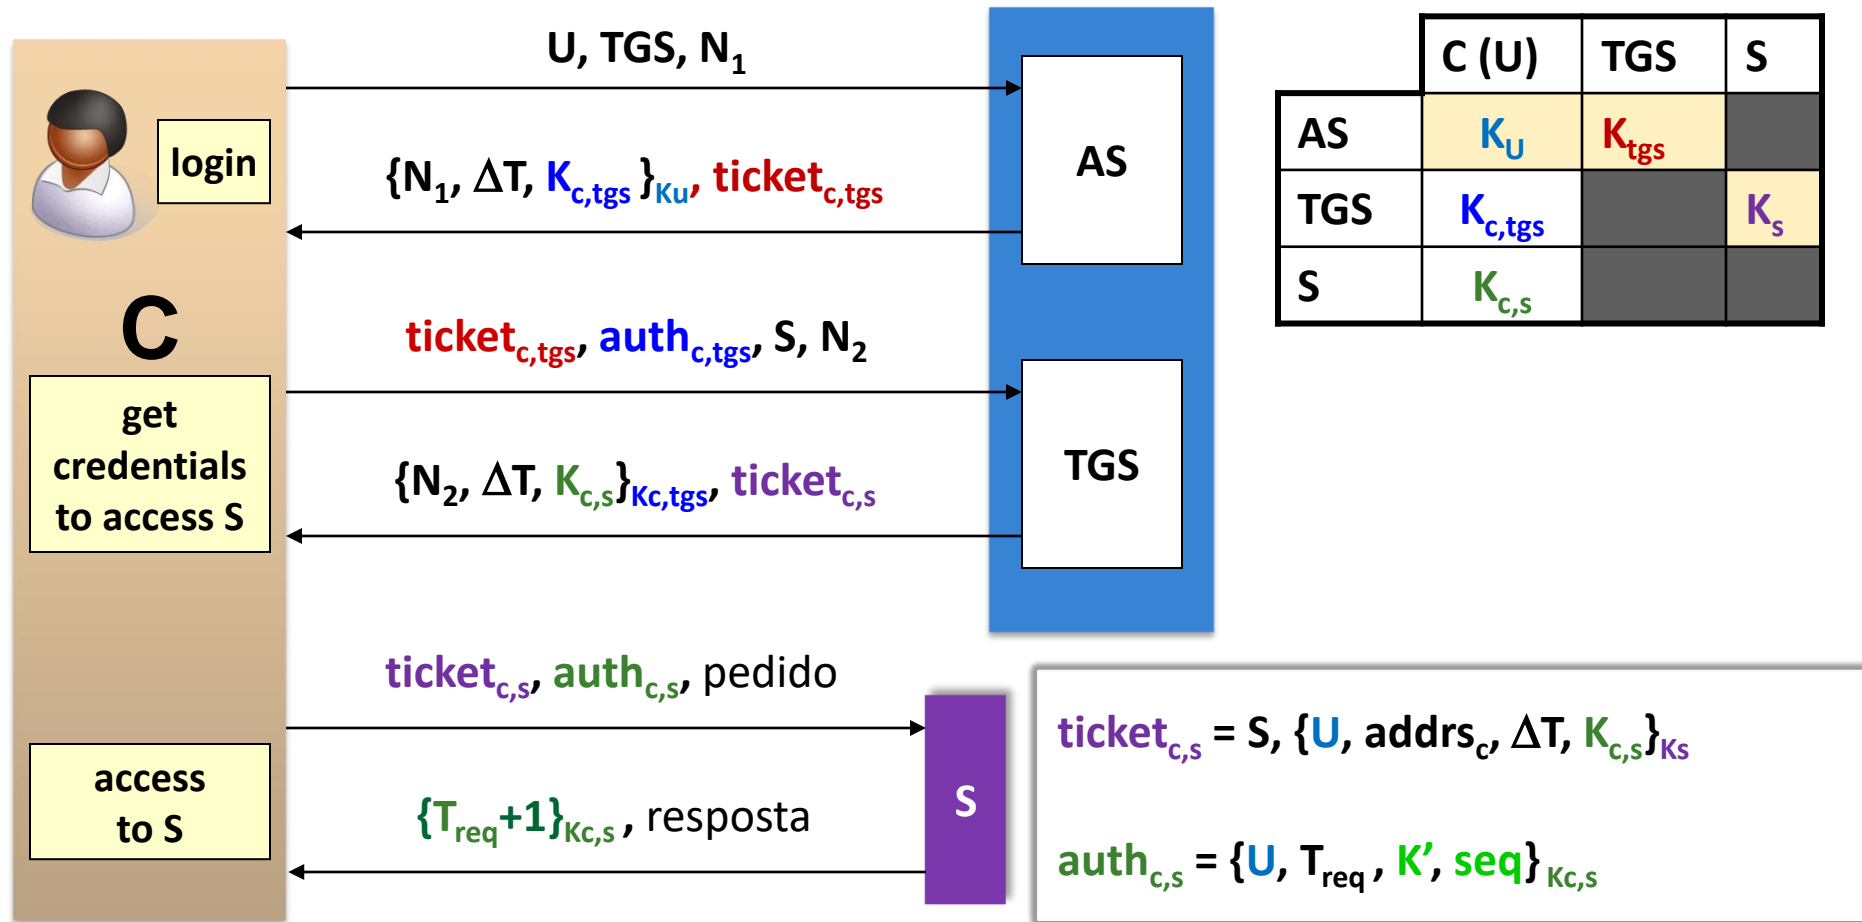 U, TGS, N1
login
{N1, ΔT, Kc,tgs }Ku, ticketc,tgs
AS
C
ticketc,tgs, authc,tgs, S, N2
get
credentials
to access S
{N2, ΔT, Kc,s}Kc,tgs, ticketc,s
TGS
ticketc,s, authc,s, pedido
access
to S
{Treq+1}Kc,s , resposta
S
C (U) TGS S
AS KU Ktgs
TGS Kc,tgs Ks
S Kc,s
ticketc,s = S, {U, addrsc, ΔT, Kc,s}Ks
authc,s = {U, Treq , K’, seq} Kc,s